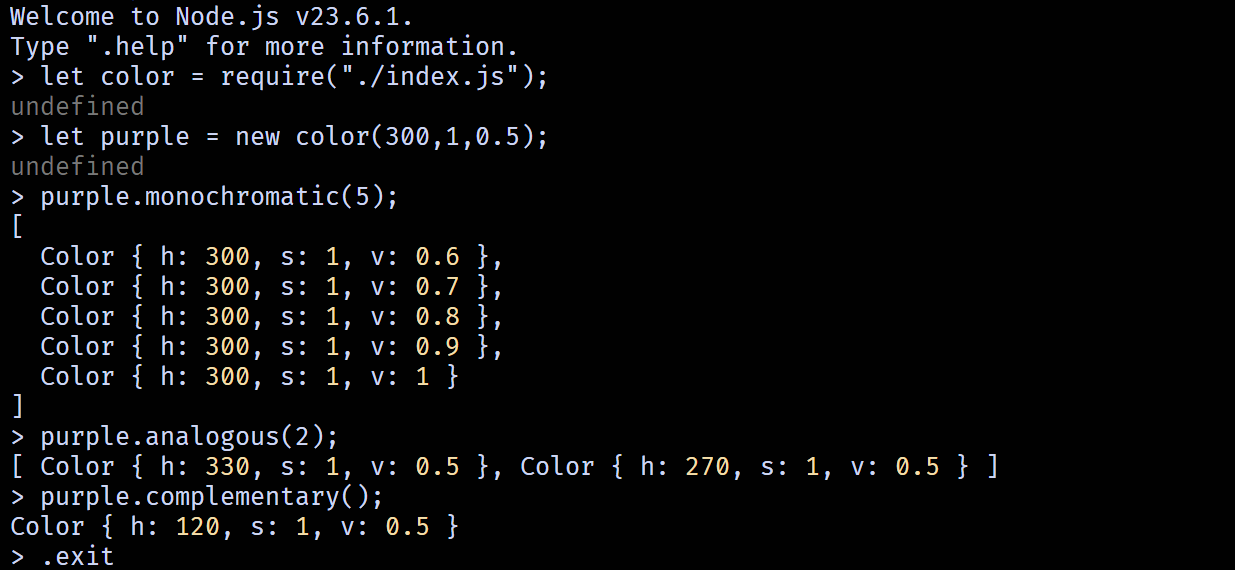 Welcome to Node.js v23.6.1.
Type ".help" for more information.
> let color = require("./index.js");
undefined
> let purple = new color(300,1,0.5);
undefined
> purple.monochromatic(5);
[
  Color { h: 300, s: 1, v: 0.6 },
  Color { h: 300, s: 1, v: 0.7 },
  Color { h: 300, s: 1, v: 0.8 },
  Color { h: 300, s: 1, v: 0.9 },
  Color { h: 300, s: 1, v: 1 }
]
> purple.analogous(2);
[ Color { h: 330, s: 1, v: 0.5 }, Color { h: 270, s: 1, v: 0.5 } ]
> purple.complementary();
Color { h: 120, s: 1, v: 0.5 }
> .exit